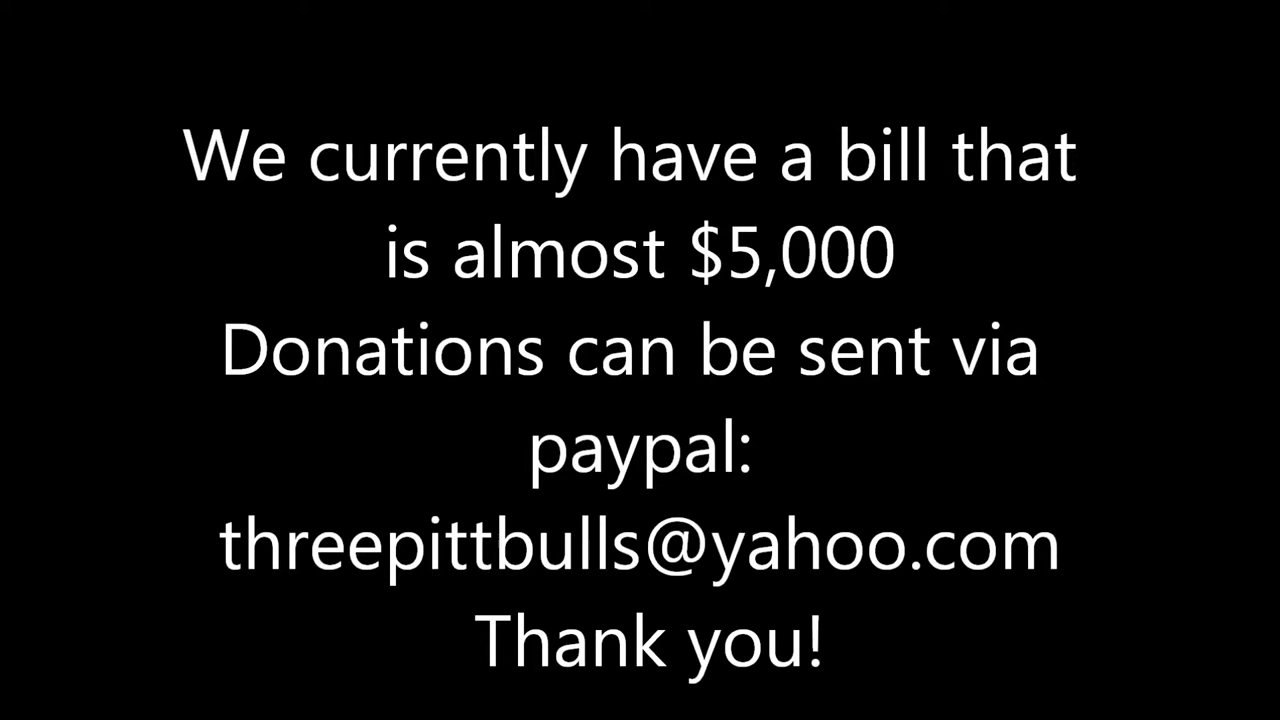 We currently have a bill that
is almost $5,000
Donations can be sent via
paypal:
threepittbulls@yahoo.com
Thank you!